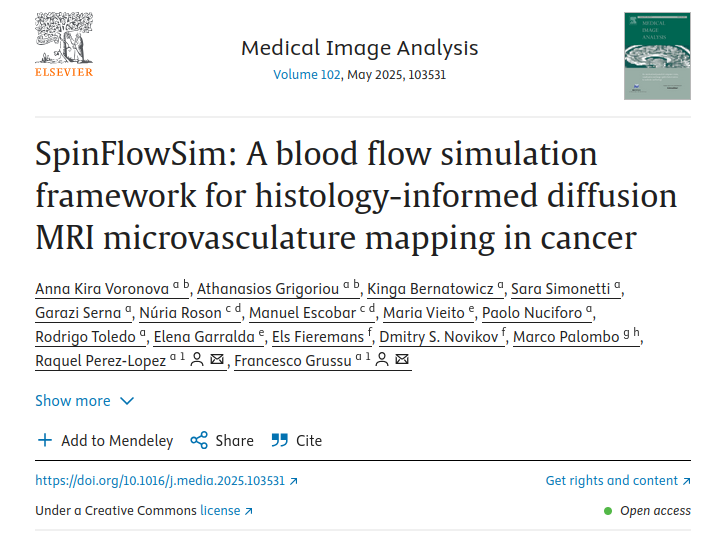 ELSEVIER
Medical Image Analysis
Volume 102, May 2025, 103531
MEDICAL
IMAGE
ANALYSIS
SpinFlowSim: A blood flow simulation
framework for histology-informed diffusion
MRI microvasculature mapping in cancer
Anna Kira Voronova a b, Athanasios Grigoriou a b, Kinga Bernatowicz a, Sara Simonetti a,
Garazi Serna a, Núria Roson c d, Manuel Escobar c d, Maria Vieito e, Paolo Nuciforo a,
Rodrigo Toledo a, Elena Garralda e, Els Fieremans f, Dmitry S. Novikov f, Marco Palombo g h,
Raquel Perez-Lopez a 1, Francesco Grussu a 1
Show more
Add to Mendeley Share Cite
https://doi.org/10.1016/j.media.2025.103531 Get rights and content
Under a Creative Commons license Open access